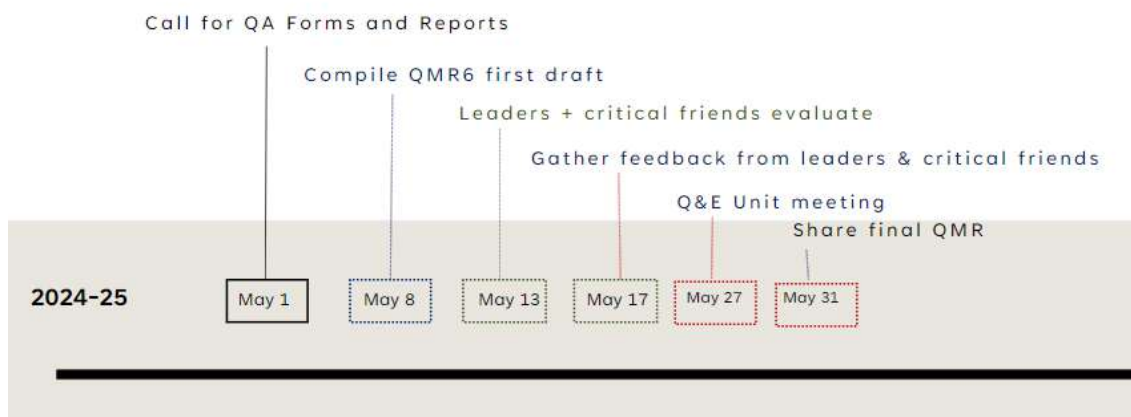 Call for QA Forms and Reports
Compile QMR6 first draft
Leaders + critical friends evaluate
Gather feedback from leaders & critical friends
Q&E Unit meeting
Share final QMR
2024-25
May 1
May 8
May 13
May 17
May 27
May 31